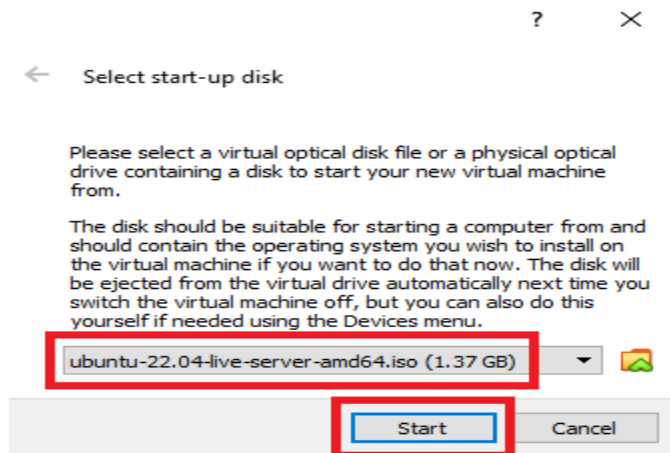 ?
Select start-up disk
Please select a virtual optical disk file or a physical optical
drive containing a disk to start your new virtual machine
from.
The disk should be suitable for starting a computer from and
should contain the operating system you wish to install on
the virtual machine if you want to do that now. The disk will
be ejected from the virtual drive automatically next time you
switch the virtual machine off, but you can also do this
yourself if needed using the Devices menu.
ubuntu-22.04-live-server-amd64.iso (1.37 GB)
Start Cancel